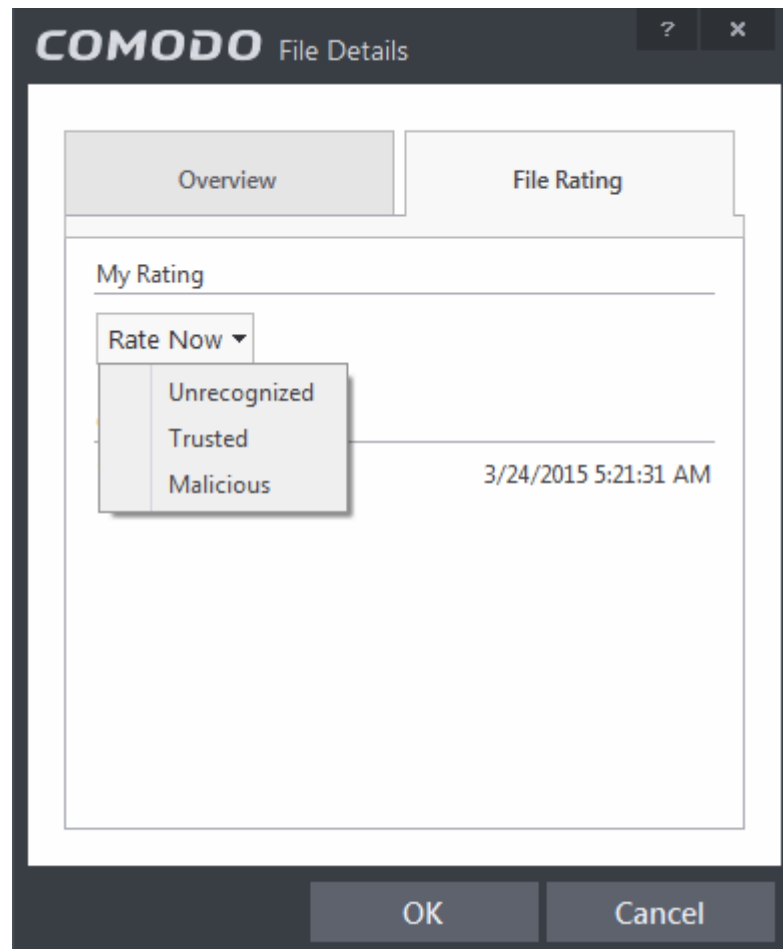 COMODO File Details
? ×
Overview
File Rating
My Rating
Rate Now
Unrecognized
Trusted
Malicious
3/24/2015 5:21:31 AM
OK
Cancel